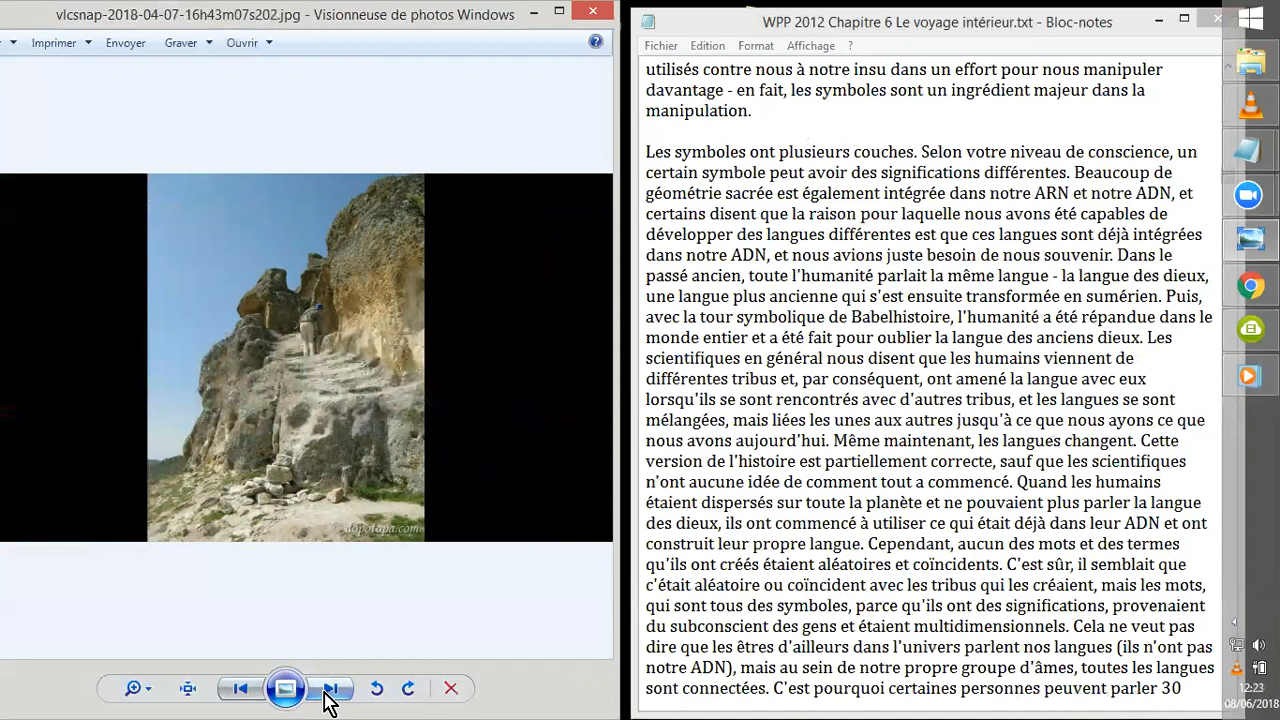 vlcsnap-2018-04-07-16h43m07s202.jpg - Visionneuse de photos Windows
Imprimer Envoyer Graver Ouvrir
dopotopa.com
WPP 2012 Chapitre 6 Le voyage intérieur.txt - Bloc-notes
Fichier Edition Format Affichage ?
utilisés contre nous à notre insu dans un effort pour nous manipuler
davantage - en fait, les symboles sont un ingrédient majeur dans la
manipulation.
Les symboles ont plusieurs couches. Selon votre niveau de conscience, un
certain symbole peut avoir des significations différentes. Beaucoup de
géométrie sacrée est également intégrée dans notre ARN et notre ADN, et
certains disent que la raison pour laquelle nous avons été capables de
développer des langues différentes est que ces langues sont déjà intégrées
dans notre ADN, et nous avions juste besoin de nous souvenir. Dans le
passé ancien, toute l'humanité parlait la même langue - la langue des dieux,
une langue plus ancienne qui s'est ensuite transformée en sumérien. Puis,
avec la tour symbolique de Babelhistoire, l'humanité a été répandue dans le
monde entier et a été fait pour oublier la langue des anciens dieux. Les
scientifiques en général nous disent que les humains viennent de
différentes tribus et, par conséquent, ont amené la langue avec eux
lorsqu'ils se sont rencontrés avec d'autres tribus, et les langues se sont
mélangées, mais liées les unes aux autres jusqu'à ce que nous ayons ce que
nous avons aujourd'hui. Même maintenant, les langues changent. Cette
version de l'histoire est partiellement correcte, sauf que les scientifiques
n'ont aucune idée de comment tout a commencé. Quand les humains
étaient dispersés sur toute la planète et ne pouvaient plus parler la langue
des dieux, ils ont commencé à utiliser ce qui était déjà dans leur ADN et ont
construit leur propre langue. Cependant, aucun des mots et des termes
qu'ils ont créés étaient aléatoires et coïncidents. C'est sûr, il semblait que
c'était aléatoire ou coïncident avec les tribus qui les créaient, mais les mots,
qui sont tous des symboles, parce qu'ils ont des significations, provenaient
du subconscient des gens et étaient multidimensionnels. Cela ne veut pas
dire que les êtres d'ailleurs dans l'univers parlent nos langues (ils n'ont pas
notre ADN), mais au sein de notre propre groupe d'âmes, toutes les langues
sont connectées. C'est pourquoi certaines personnes peuvent parler 30
12:23
08/06/2018